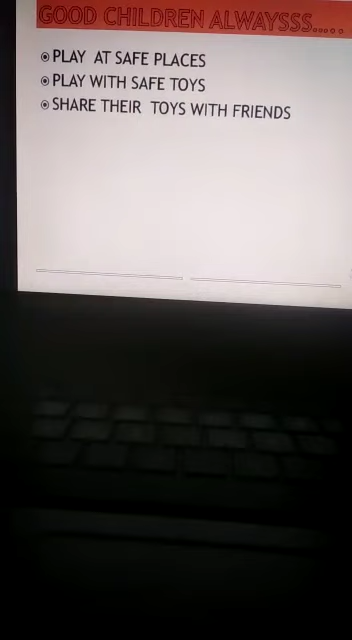 GOOD CHILDREN ALWAYSSS.....
PLAY AT SAFE PLACES
PLAY WITH SAFE TOYS
SHARE THEIR TOYS WITH FRIENDS